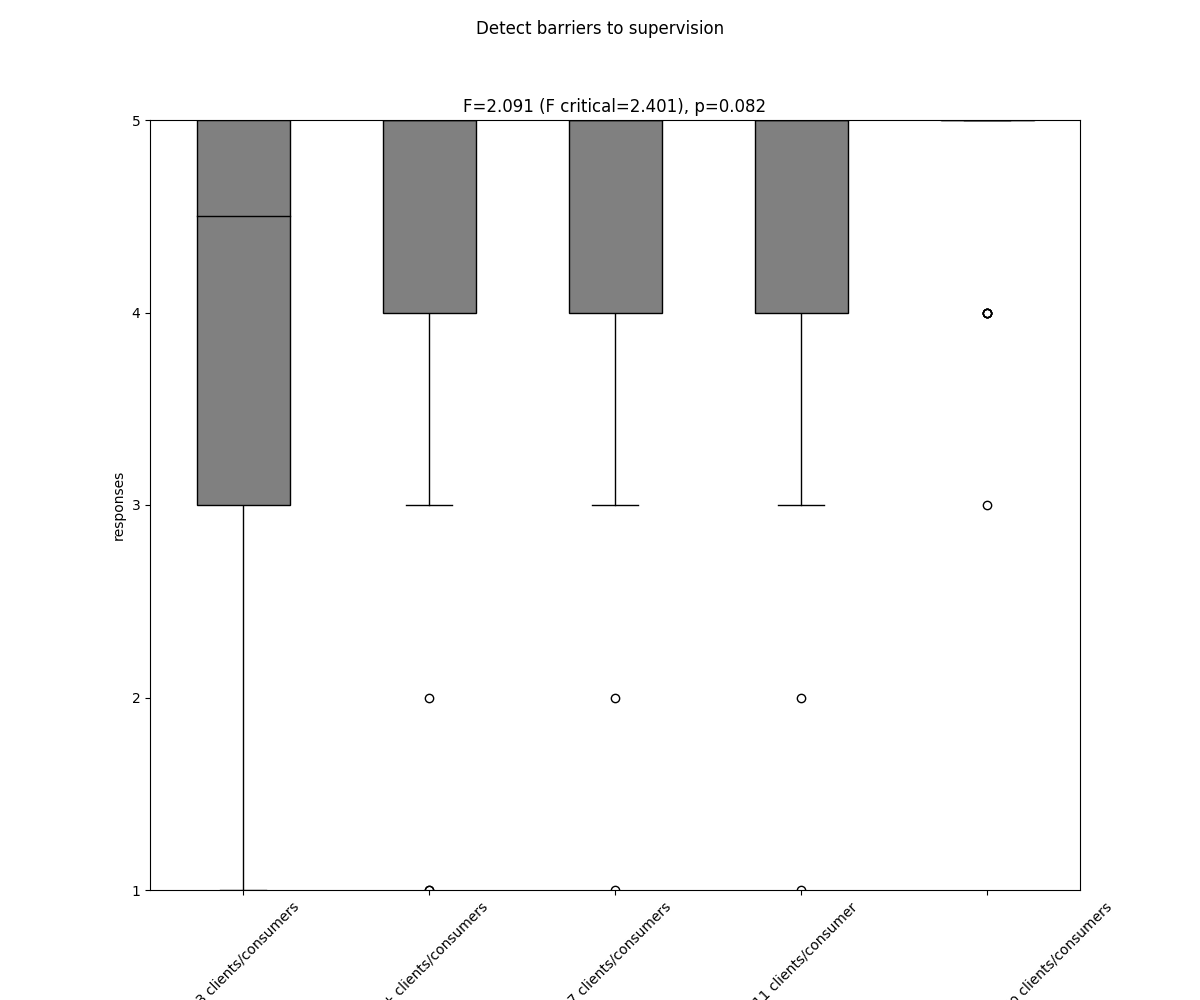 Detect barriers to supervision
F=2.091 (F critical=2.401), p=0.082
5
4
3
2
1
responses
3 clients/consumers
clients/consumers
7 clients/consumers
11 clients/consumer
clients/consumers